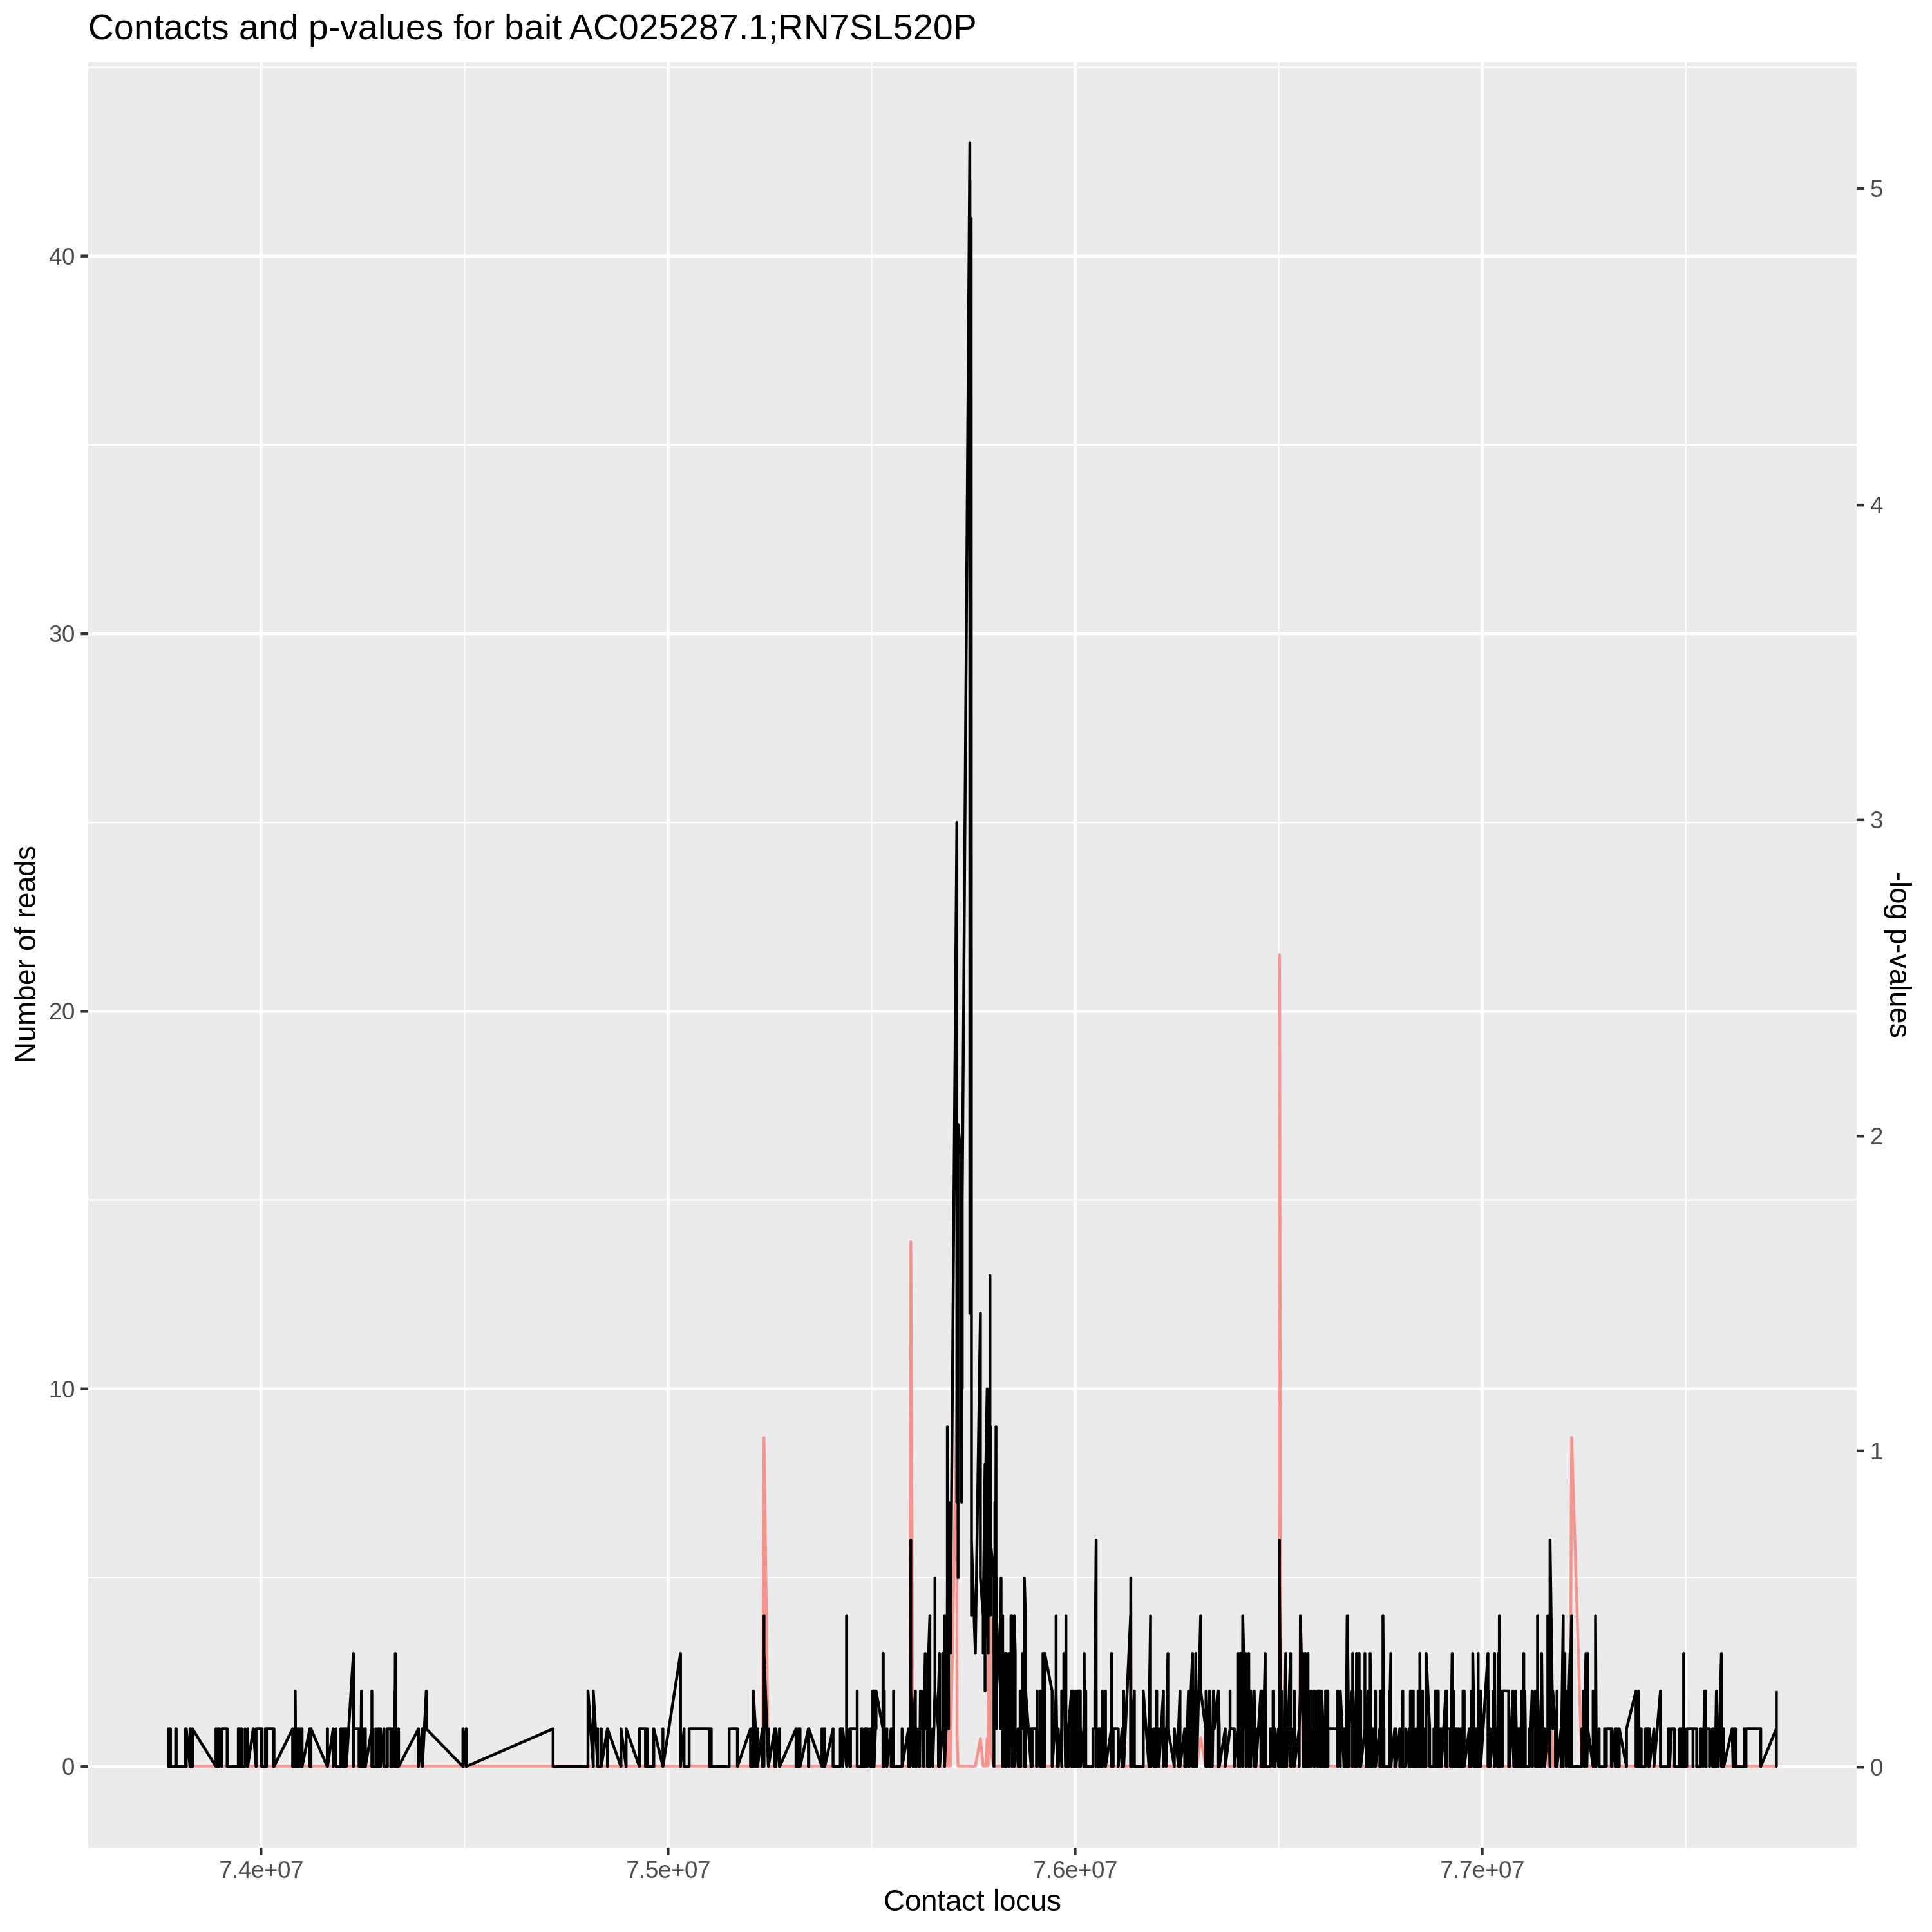 Contacts and p-values for bait AC025287.1;RN7SL520P
Number of reads
40
30
20
10
0
5
4
3
2
1
0
-log p-values
7.4e+07 7.5e+07 7.6e+07 7.7e+07
Contact locus